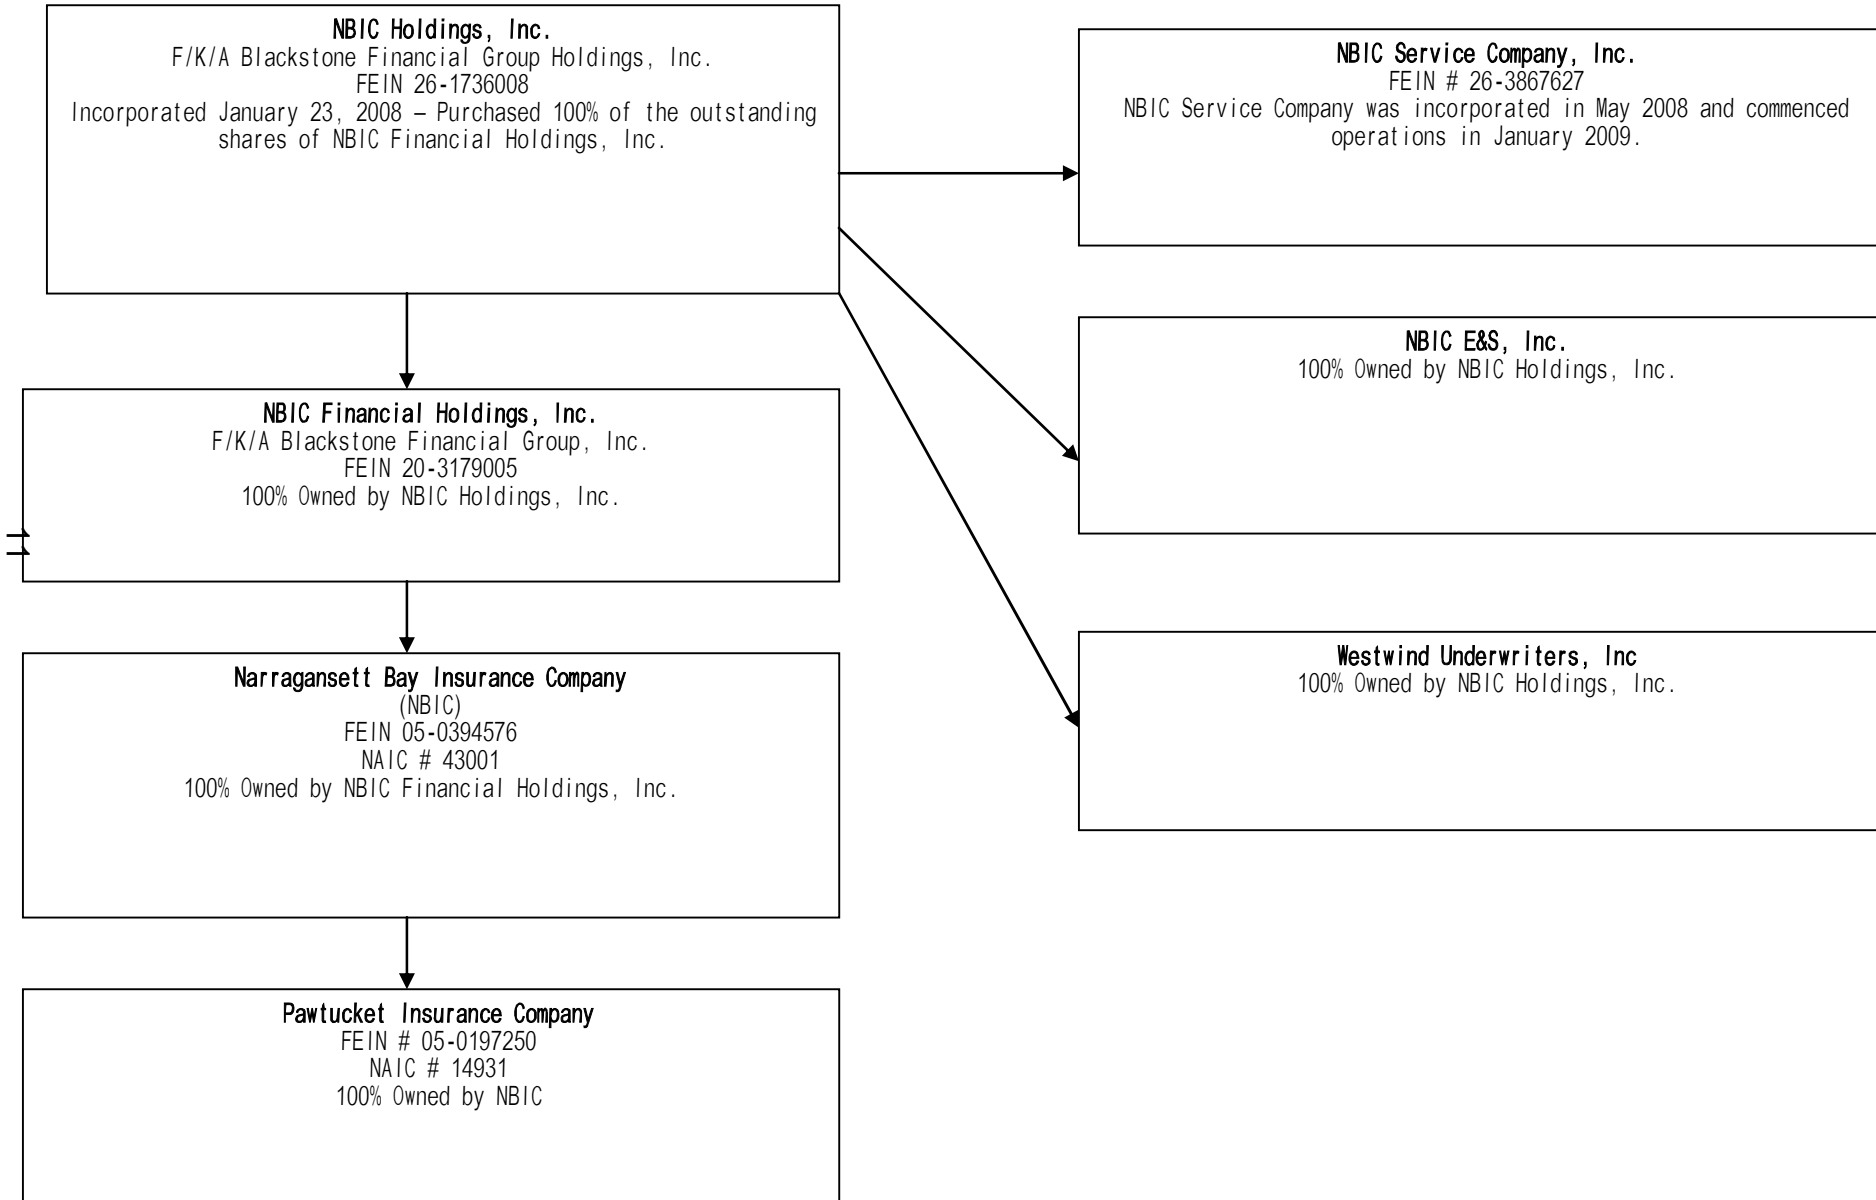 NBIC Holdings, Inc.
F/K/A Blackstone Financial Group Holdings, Inc.
FEIN 26-1736008
Incorporated January 23, 2008 – Purchased 100% of the outstanding
shares of NBIC Financial Holdings, Inc.
NBIC Service Company, Inc.
FEIN # 26-3867627
NBIC Service Company was incorporated in May 2008 and commenced
operations in January 2009.
NBIC E&S, Inc.
100% Owned by NBIC Holdings, Inc.
NBIC Financial Holdings, Inc.
F/K/A Blackstone Financial Group, Inc.
FEIN 20-3179005
100% Owned by NBIC Holdings, Inc.
Westwind Underwriters, Inc
100% Owned by NBIC Holdings, Inc.
Narragansett Bay Insurance Company
(NBIC)
FEIN 05-0394576
NAIC # 43001
100% Owned by NBIC Financial Holdings, Inc.
Pawtucket Insurance Company
FEIN # 05-0197250
NAIC # 14931
100% Owned by NBIC